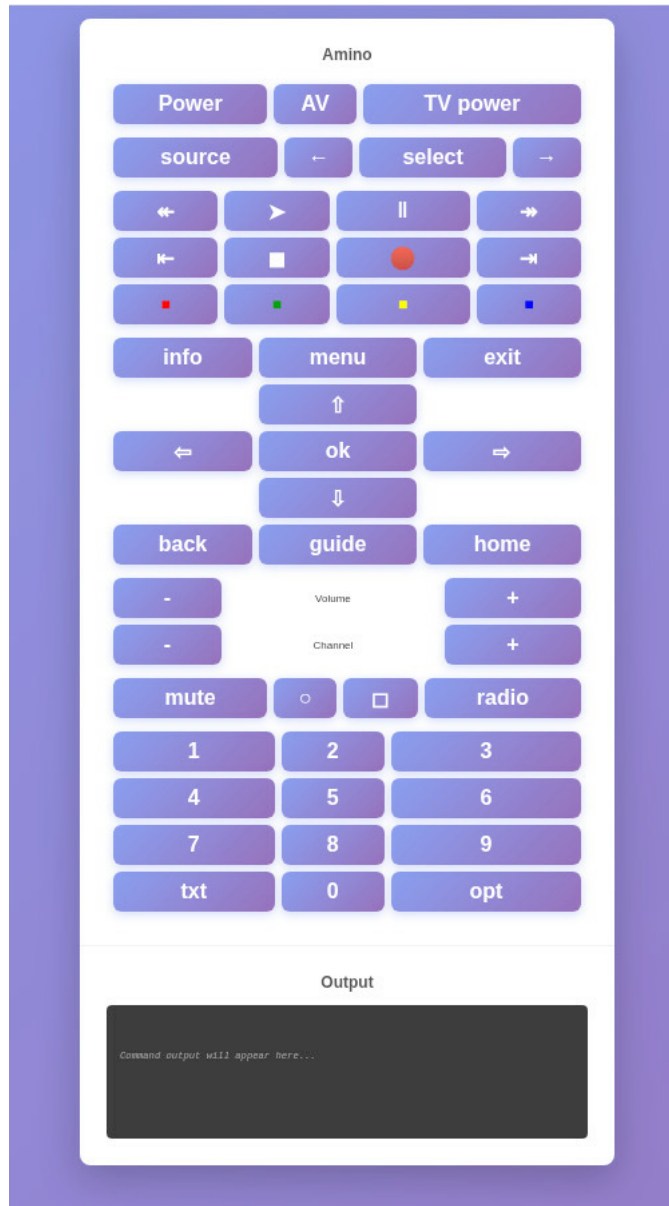 Amino
Power AV TV power
source ← select →
↞ ➤ ‖ ↠
⇤ ■ ⇥
■ ■ ■ ■
info menu exit
⇧
⇦ ok ⇨
⇩
back guide home
- Volume +
- Channel +
mute ○ □ radio
1 2 3
4 5 6
7 8 9
txt 0 opt
Output
Command output will appear here...